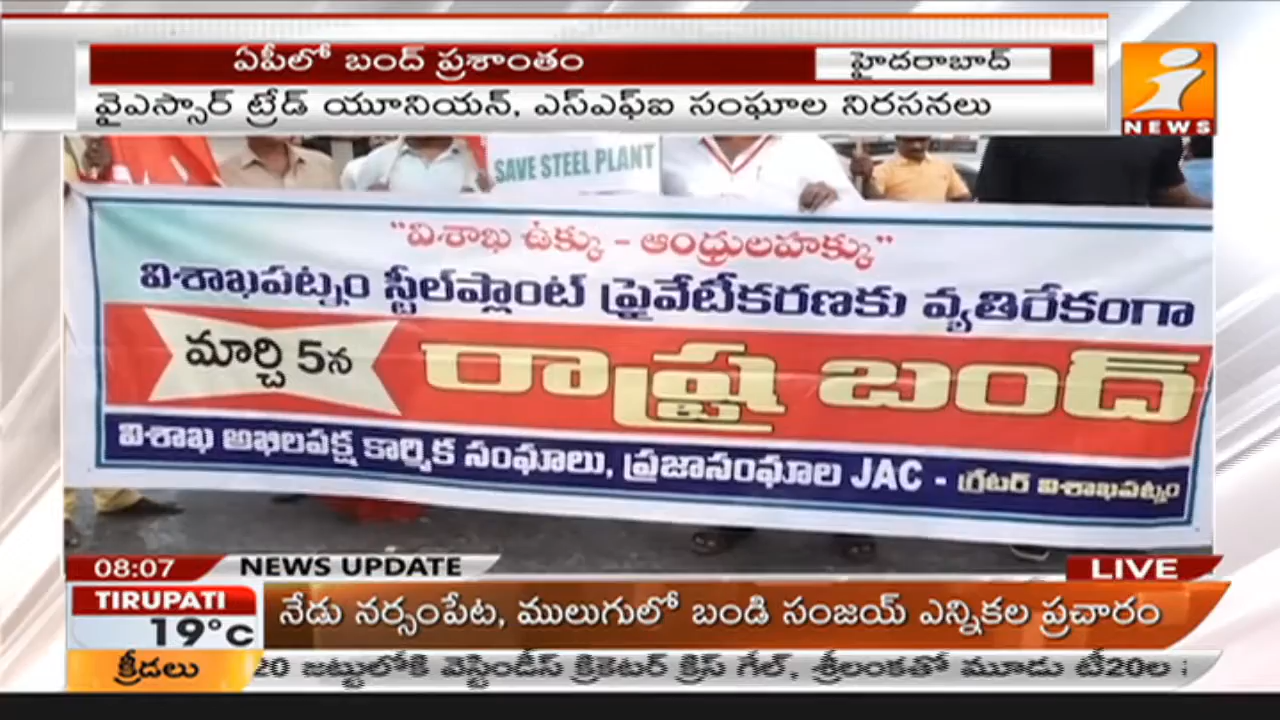 ఏపీలో బంద్ ప్రశాంతం
హైదరాబాద్
వైఎస్సార్ ట్రేడ్ యూనియన్, ఎస్ఎఫ్ఐ సంఘాల నిరసనలు
i
NEWS
SAVE STEEL PLANT
"విశాఖ ఉక్కు - ఆంధ్రులహక్కు"
విశాఖపట్నం స్టీల్‌ప్లాంట్ ప్రైవేటీకరణకు వ్యతిరేకంగా
మార్చి 5న
రాష్ట్ర బంద్
విశాఖ అఖిలపక్ష కార్మిక సంఘాలు, ప్రజాసంఘాల JAC - గ్రేటర్ విశాఖపట్నం
08:07
NEWS UPDATE
LIVE
TIRUPATI
19°c
నేడు నర్సంపేట, ములుగులో బండి సంజయ్ ఎన్నికల ప్రచారం
క్రీడలు
20 జట్టులోకి వెస్టిండీస్ క్రికెటర్ క్రిస్ గేల్, శ్రీలంకతో మూడు టీ20ల